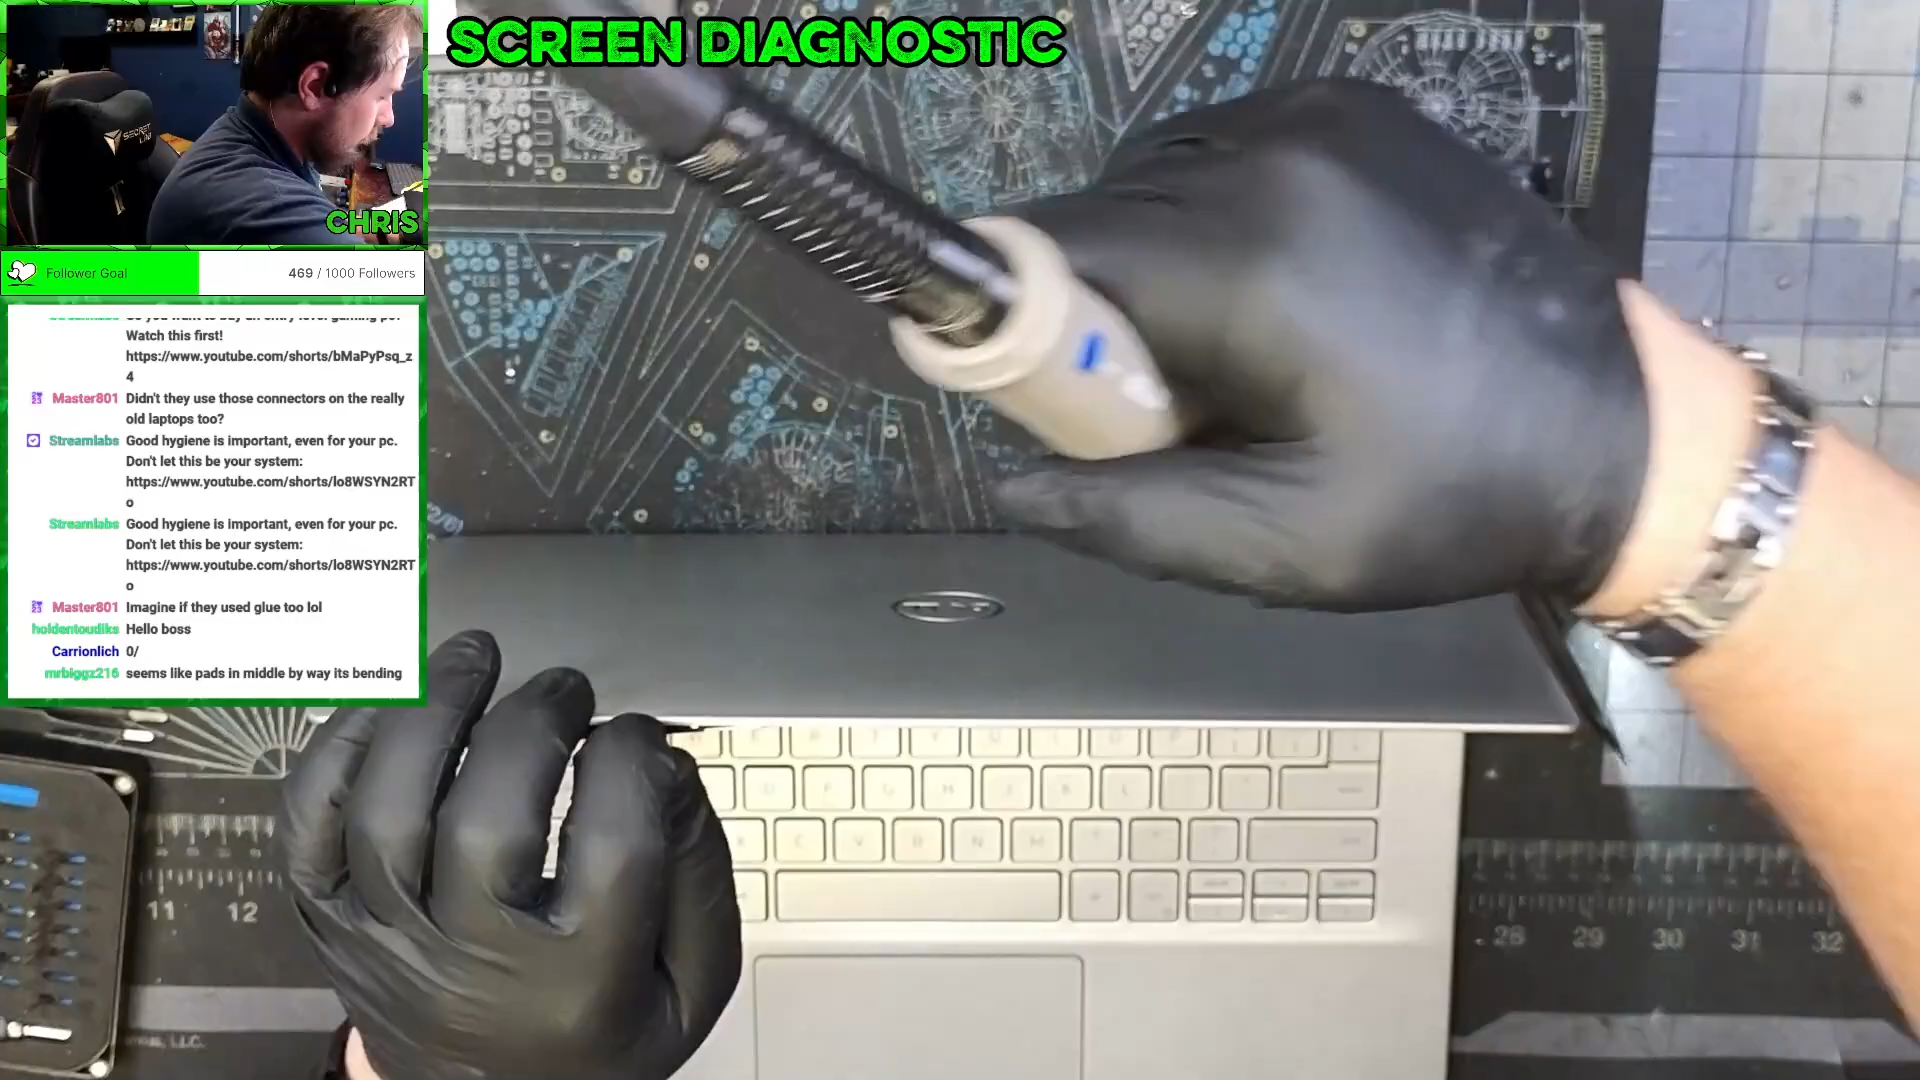 SCREEN DIAGNOSTIC
SECRET
LAB
CHRIS
Follower Goal
469 / 1000 Followers
Watch this first!
https://www.youtube.com/shorts/bMaPyPsq_z
4
Master801 Didn't they use those connectors on the really
old laptops too?
Streamlabs Good hygiene is important, even for your pc.
Don't let this be your system:
https://www.youtube.com/shorts/lo8WSYN2RT
o
Streamlabs Good hygiene is important, even for your pc.
Don't let this be your system:
https://www.youtube.com/shorts/lo8WSYN2RT
o
Master801 Imagine if they used glue too lol
holdentoudiks Hello boss
Carrionlich 0/
mrbiggz216 seems like pads in middle by way its bending
11 12
28 29 30 31 32
LLC.